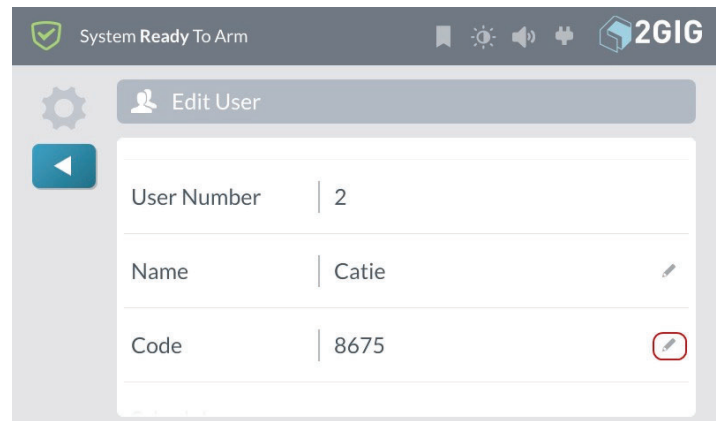 System Ready To Arm
2GIG
Edit User
User Number 2
Name Catie
Code 8675